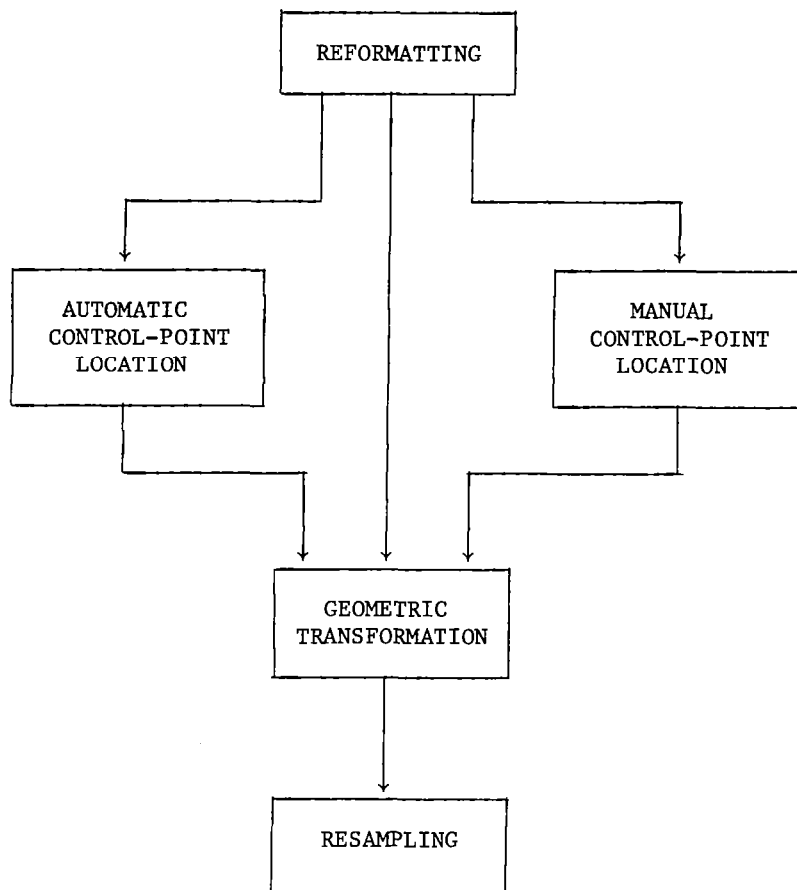 REFORMATTING
AUTOMATIC
CONTROL-POINT
LOCATION
MANUAL
CONTROL-POINT
LOCATION
GEOMETRIC
TRANSFORMATION
RESAMPLING